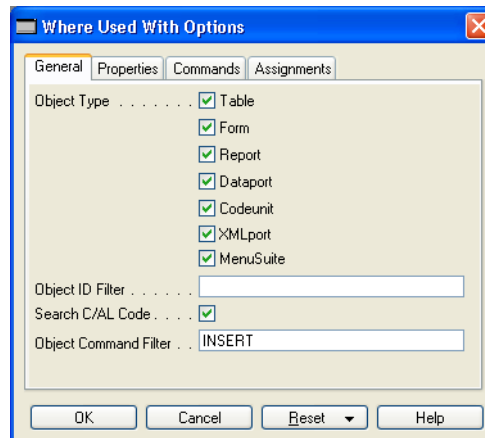 Where Used With Options
General Properties Commands Assignments
Object Type . . . . . . . Table
Form
Report
Dataport
Codeunit
XMLport
MenuSuite
Object ID Filter . . . . . .
Search C/AL Code . . . .
Object Command Filter . . INSERT
OK Cancel Reset Help